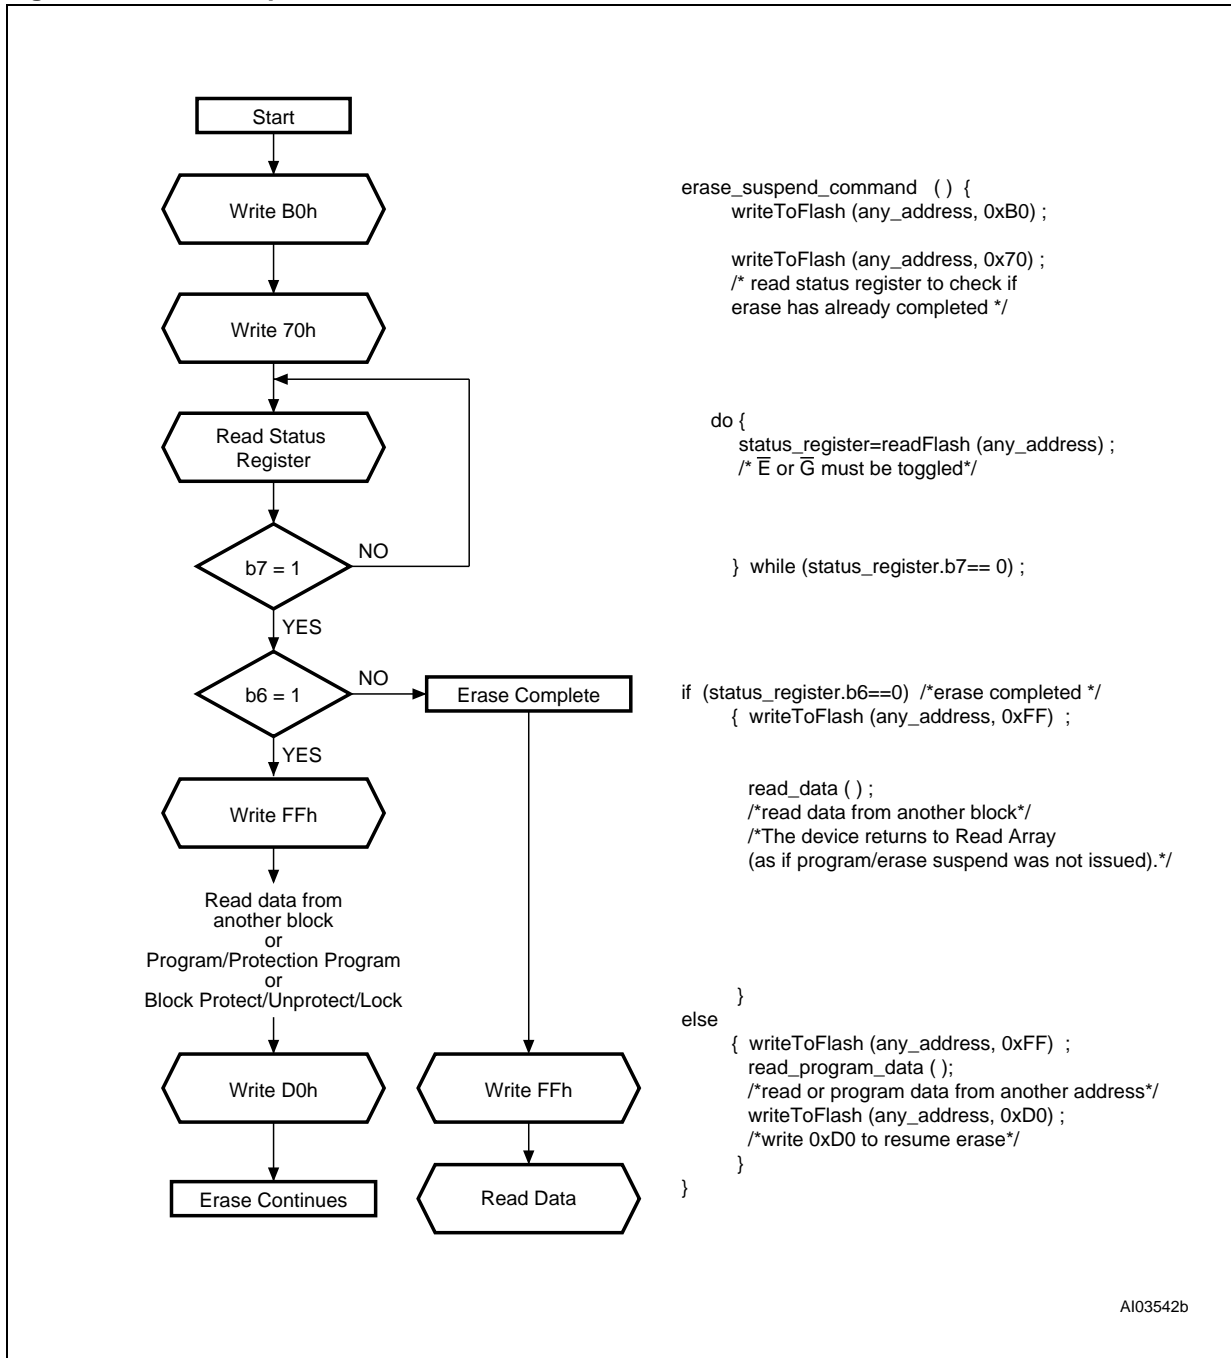 Start
Write B0h
Write 70h
Read Status
Register
NO
b7 = 1
YES
NO
b6 = 1
Erase Complete
YES
Write FFh
Read data from
another block
or
Program/Protection Program
or
Block Protect/Unprotect/Lock
Write D0h
Write FFh
Erase Continues
Read Data
erase_suspend_command ( ) {
writeToFlash (any_address, 0xB0) ;
writeToFlash (any_address, 0x70) ;
/* read status register to check if
erase has already completed */
do {
status_register=readFlash (any_address) ;
/* E̅ or G̅ must be toggled*/
} while (status_register.b7== 0) ;
if (status_register.b6==0) /*erase completed */
{ writeToFlash (any_address, 0xFF) ;
read_data ( ) ;
/*read data from another block*/
/*The device returns to Read Array
(as if program/erase suspend was not issued).*/
}
else
{ writeToFlash (any_address, 0xFF) ;
read_program_data ( );
/*read or program data from another address*/
writeToFlash (any_address, 0xD0) ;
/*write 0xD0 to resume erase*/
}
}
AI03542b